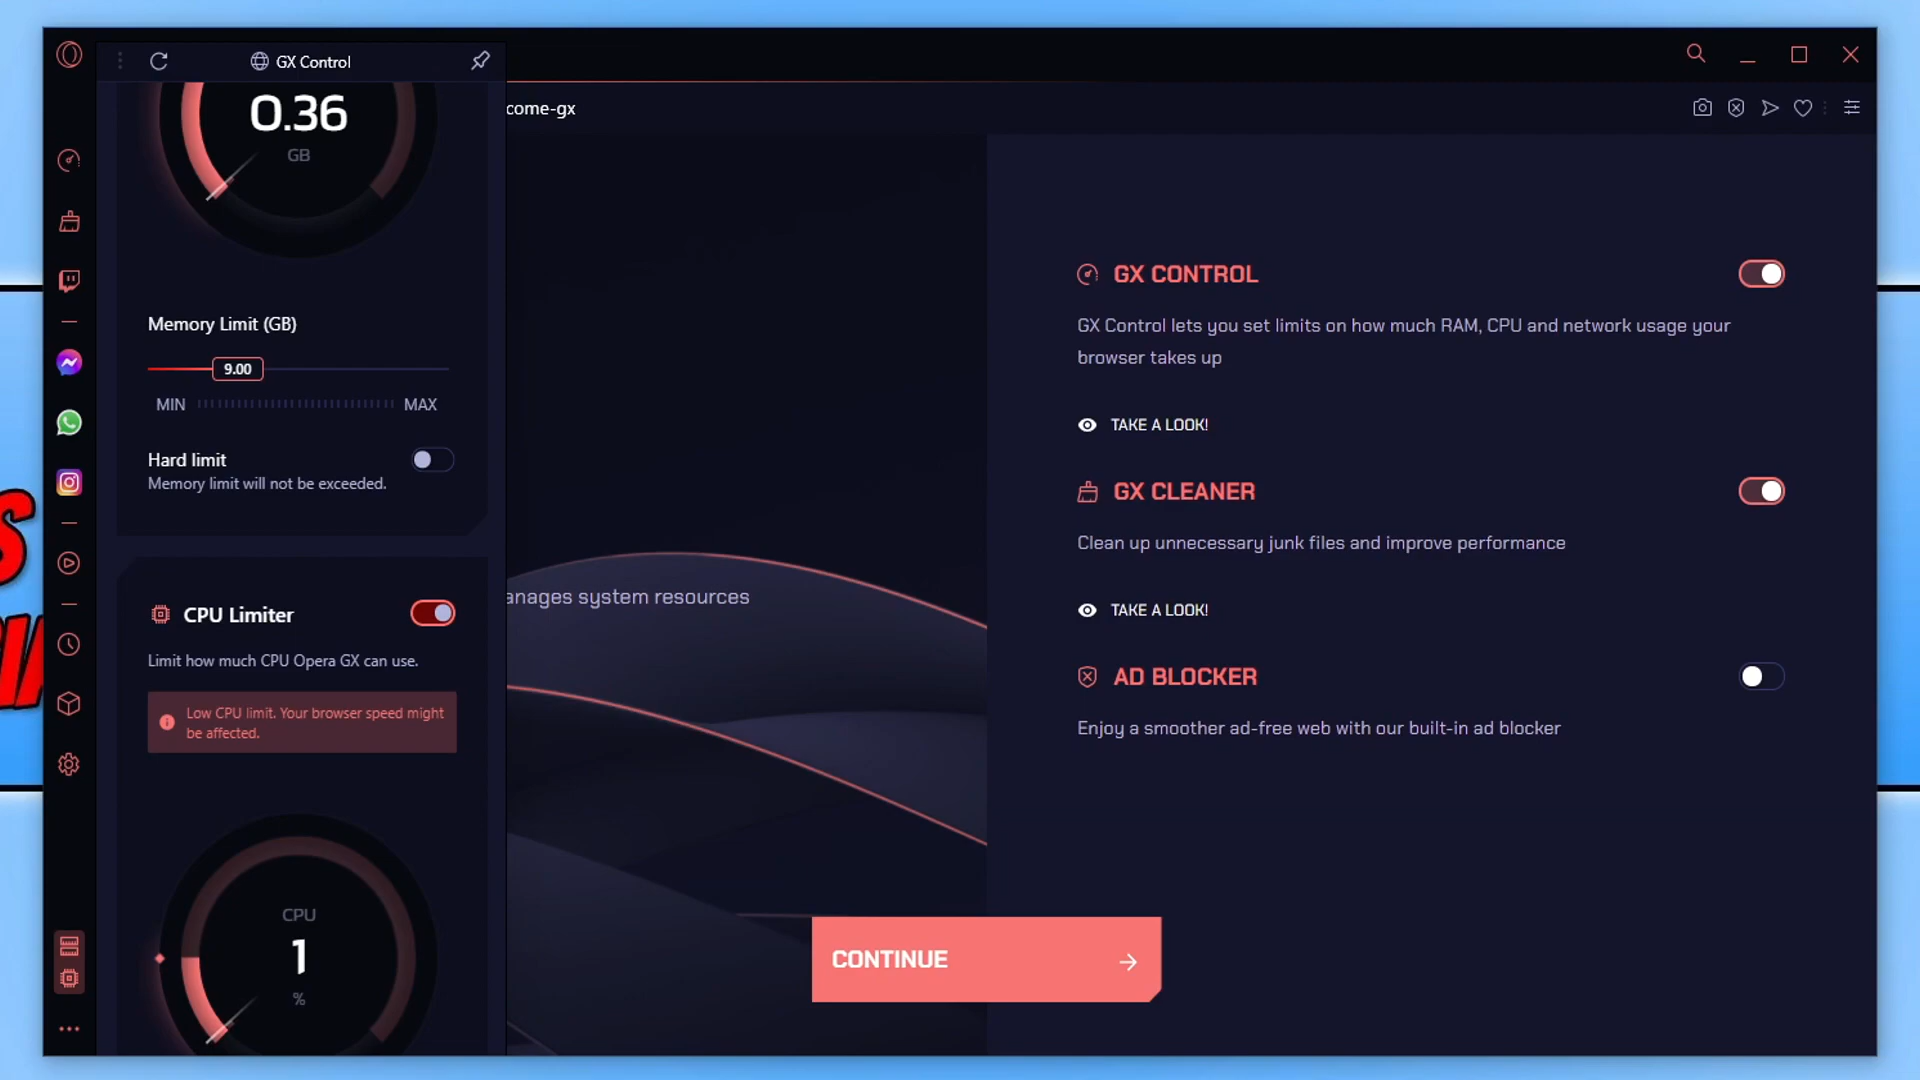 GX Control
0.36
GB
Memory Limit (GB)
9.00
MIN
MAX
Hard limit
Memory limit will not be exceeded.
CPU Limiter
Limit how much CPU Opera GX can use.
Low CPU limit. Your browser speed might
be affected.
CPU
1
%
come-gx
anages system resources
GX CONTROL
GX Control lets you set limits on how much RAM, CPU and network usage your
browser takes up
TAKE A LOOK!
GX CLEANER
Clean up unnecessary junk files and improve performance
TAKE A LOOK!
AD BLOCKER
Enjoy a smoother ad-free web with our built-in ad blocker
CONTINUE